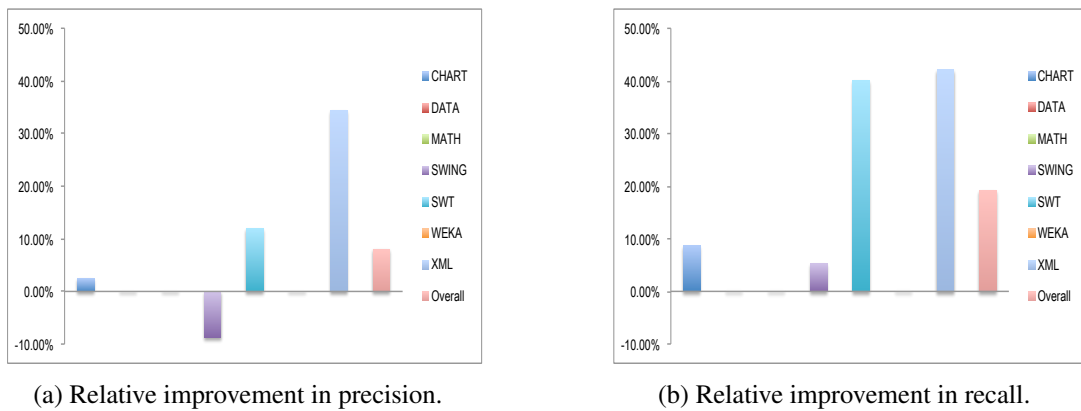 50.00%
40.00%
30.00%
20.00%
10.00%
0.00%
-10.00%
CHART
DATA
MATH
SWING
SWT
WEKA
XML
Overall
(a) Relative improvement in precision.
50.00%
40.00%
30.00%
20.00%
10.00%
0.00%
-10.00%
CHART
DATA
MATH
SWING
SWT
WEKA
XML
Overall
(b) Relative improvement in recall.